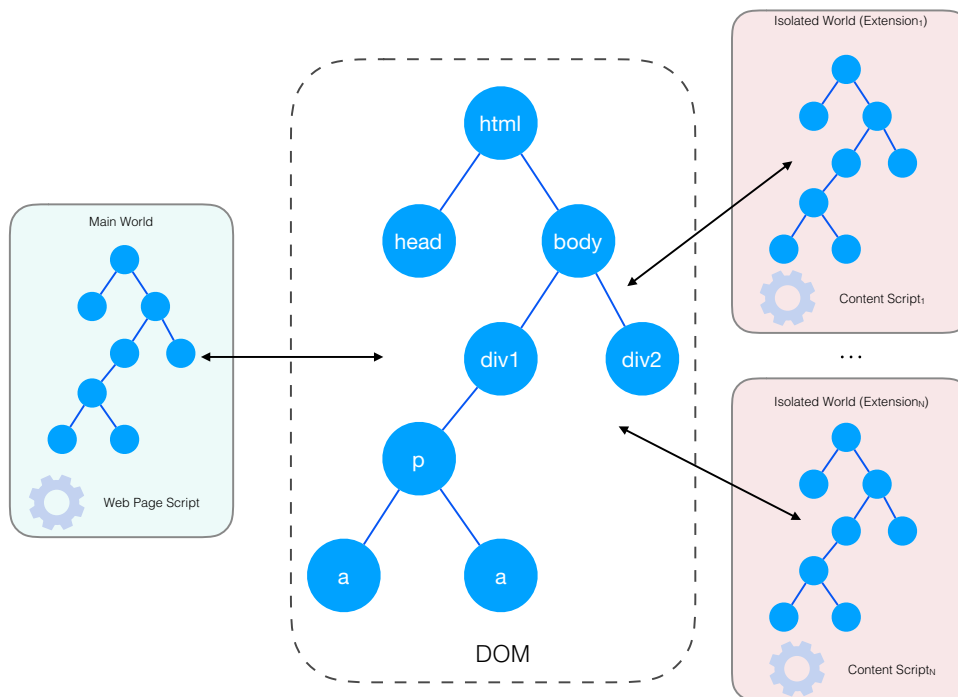 Main World
Web Page Script
html
head
body
div1
div2
p
a
a
DOM
Isolated World (Extension₁)
Content Script₁
...
Isolated World (Extensionₙ)
Content Scriptₙ